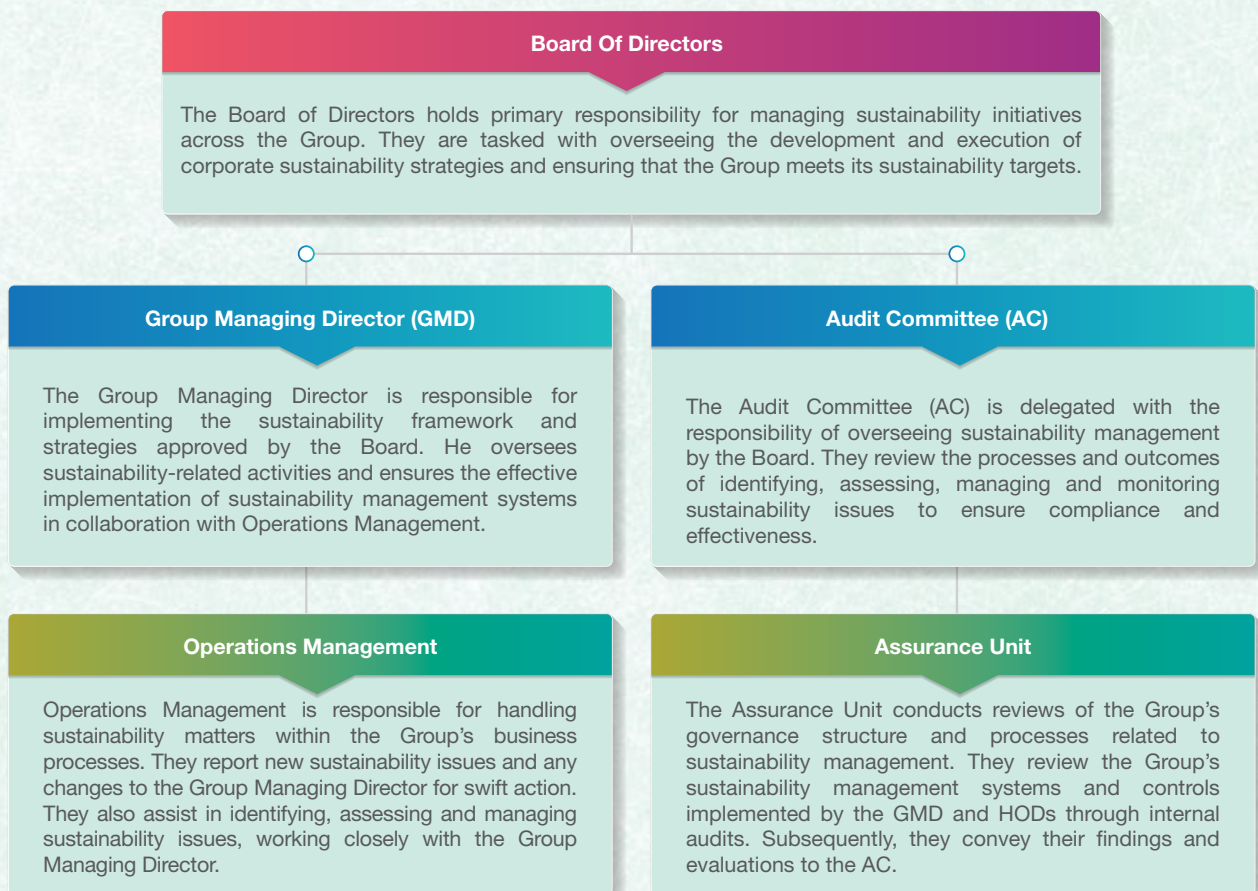 Board Of Directors
The Board of Directors holds primary responsibility for managing sustainability initiatives
across the Group. They are tasked with overseeing the development and execution of
corporate sustainability strategies and ensuring that the Group meets its sustainability targets.
Group Managing Director (GMD)
The Group Managing Director is responsible for
implementing the sustainability framework and
strategies approved by the Board. He oversees
sustainability-related activities and ensures the effective
implementation of sustainability management systems
in collaboration with Operations Management.
Audit Committee (AC)
The Audit Committee (AC) is delegated with the
responsibility of overseeing sustainability management
by the Board. They review the processes and outcomes
of identifying, assessing, managing and monitoring
sustainability issues to ensure compliance and
effectiveness.
Operations Management
Operations Management is responsible for handling
sustainability matters within the Group's business
processes. They report new sustainability issues and any
changes to the Group Managing Director for swift action.
They also assist in identifying, assessing and managing
sustainability issues, working closely with the Group
Managing Director.
Assurance Unit
The Assurance Unit conducts reviews of the Group's
governance structure and processes related to
sustainability management. They review the Group's
sustainability management systems and controls
implemented by the GMD and HODs through internal
audits. Subsequently, they convey their findings and
evaluations to the AC.